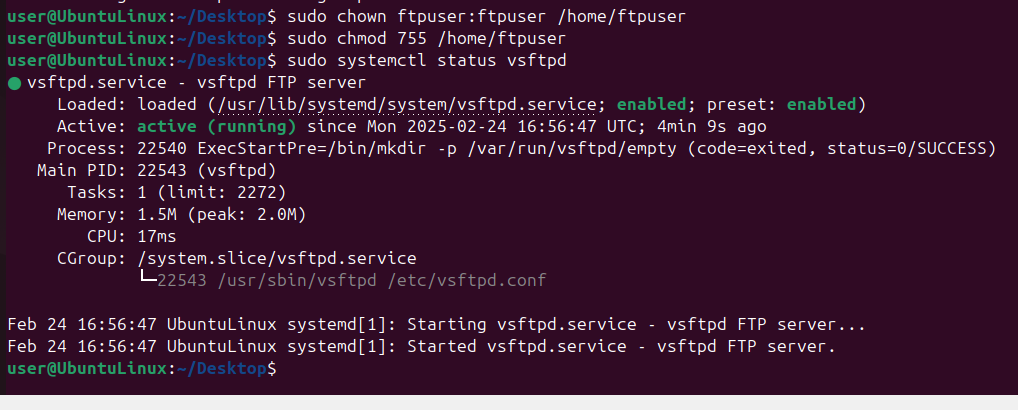 user@UbuntuLinux:~/Desktop$ sudo chown ftpuser:ftpuser /home/ftpuser
user@UbuntuLinux:~/Desktop$ sudo chmod 755 /home/ftpuser
user@UbuntuLinux:~/Desktop$ sudo systemctl status vsftpd
● vsftpd.service - vsftpd FTP server
Loaded: loaded (/usr/lib/systemd/system/vsftpd.service; enabled; preset: enabled)
Active: active (running) since Mon 2025-02-24 16:56:47 UTC; 4min 9s ago
Process: 22540 ExecStartPre=/bin/mkdir -p /var/run/vsftpd/empty (code=exited, status=0/SUCCESS)
Main PID: 22543 (vsftpd)
Tasks: 1 (limit: 2272)
Memory: 1.5M (peak: 2.0M)
CPU: 17ms
CGroup: /system.slice/vsftpd.service
└─22543 /usr/sbin/vsftpd /etc/vsftpd.conf
Feb 24 16:56:47 UbuntuLinux systemd[1]: Starting vsftpd.service - vsftpd FTP server...
Feb 24 16:56:47 UbuntuLinux systemd[1]: Started vsftpd.service - vsftpd FTP server.
user@UbuntuLinux:~/Desktop$